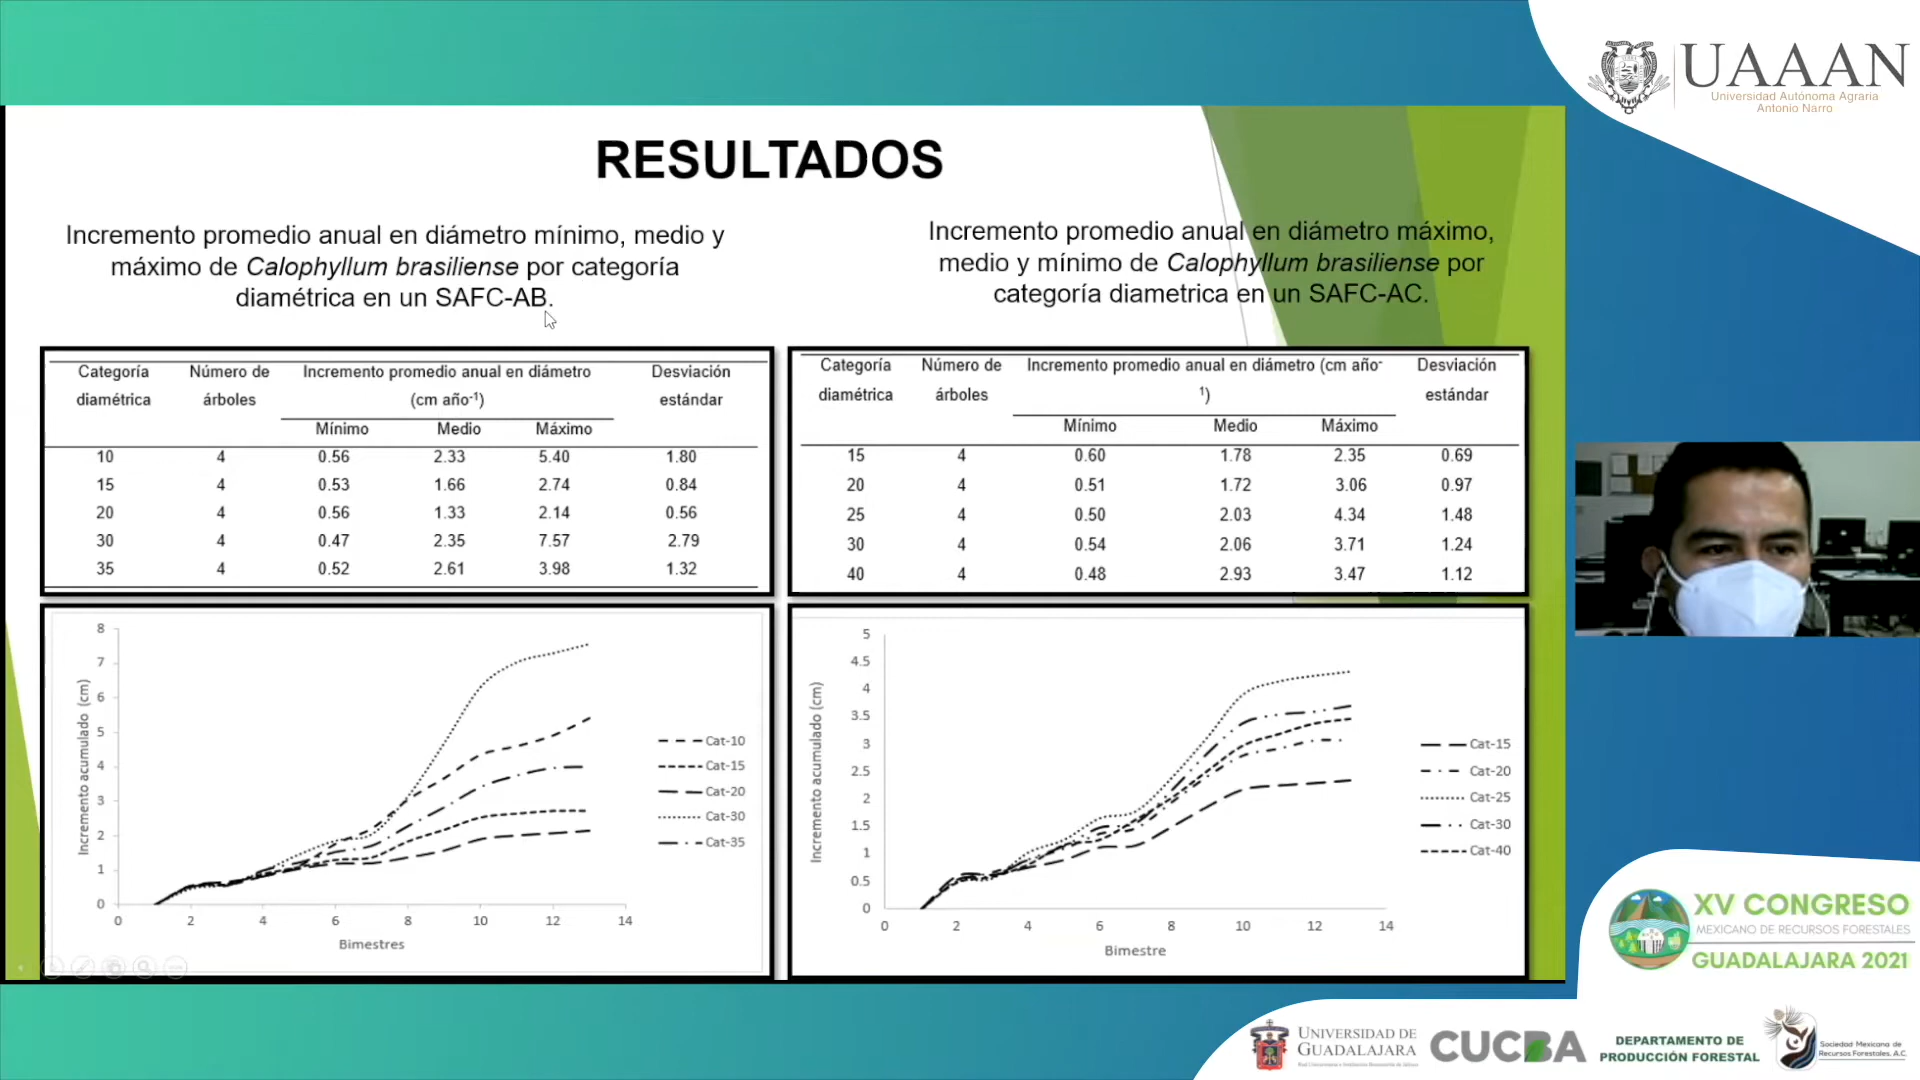 UAAAN
Universidad Autónoma Agraria
Antonio Narro
RESULTADOS
Incremento promedio anual en diámetro mínimo, medio y
máximo de Calophyllum brasiliense por categoría
diamétrica en un SAFC-AB.
Incremento promedio anual en diámetro máximo,
medio y mínimo de Calophyllum brasiliense por
categoría diametrica en un SAFC-AC.
Categoría Número de Incremento promedio anual en diámetro Desviación
diamétrica árboles (cm año-1) estándar
Mínimo Medio Máximo
10 4 0.56 2.33 5.40 1.80
15 4 0.53 1.66 2.74 0.84
20 4 0.56 1.33 2.14 0.56
30 4 0.47 2.35 7.57 2.79
35 4 0.52 2.61 3.98 1.32
Categoría Número de Incremento promedio anual en diámetro (cm año- Desviación
diamétrica árboles 1) estándar
Mínimo Medio Máximo
15 4 0.60 1.78 2.35 0.69
20 4 0.51 1.72 3.06 0.97
25 4 0.50 2.03 4.34 1.48
30 4 0.54 2.06 3.71 1.24
40 4 0.48 2.93 3.47 1.12
Incremento acumulado (cm)
8
7
6
5
4
3
2
1
0
0 2 4 6 8 10 12 14
Bimestres
Cat-10
Cat-15
Cat-20
Cat-30
Cat-35
Incremento acumulado (cm)
5
4.5
4
3.5
3
2.5
2
1.5
1
0.5
0
0 2 4 6 8 10 12 14
Bimestre
Cat-15
Cat-20
Cat-25
Cat-30
Cat-40
XV CONGRESO
MEXICANO DE RECURSOS FORESTALES
GUADALAJARA 2021
UNIVERSIDAD DE
GUADALAJARA
CUCBA
DEPARTAMENTO DE
PRODUCCIÓN FORESTAL
Sociedad Mexicana de
Recursos Forestales, A.C.